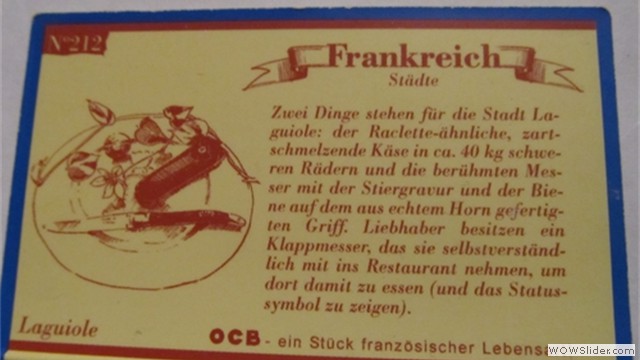 Nº 212
Frankreich
Städte
Zwei Dinge stehen für die Stadt La-
guiole: der Raclette-ähnliche, zart-
schmelzende Käse in ca. 40 kg schwe-
ren Rädern und die berühmten Mes-
ser mit der Stiergravur und der Bie-
ne auf dem aus echtem Horn gefertig-
ten Griff. Liebhaber besitzen ein
Klappmesser, das sie selbstverständ-
lich mit ins Restaurant nehmen, um
dort damit zu essen (und das Status-
symbol zu zeigen).
Laguiole
OCB - ein Stück französischer Lebensa
WOWSlider.com